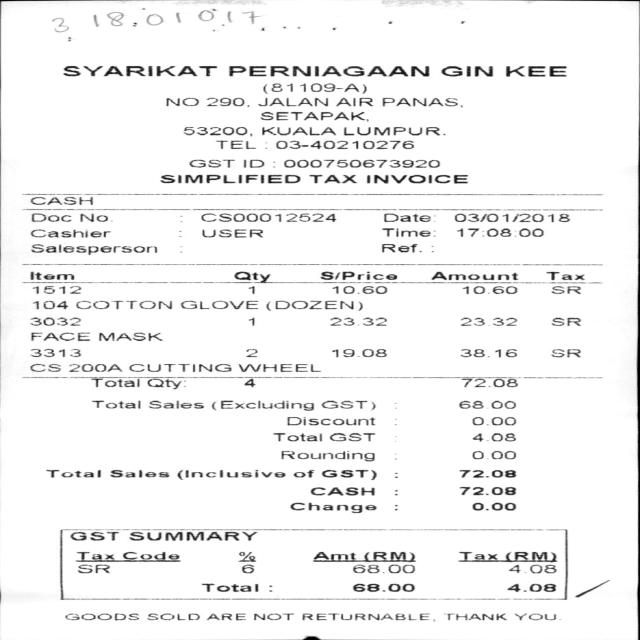 3 18.01017
SYARIKAT PERNIAGAAN GIN KEE
(81109-A)
NO 290, JALAN AIR PANAS,
SETAPAK,
53200, KUALA LUMPUR.
TEL : 03-40210276
GST ID : 000750673920
SIMPLIFIED TAX INVOICE
CASH
Doc No. : CS00012524 Date: 03/01/2018
Cashier : USER Time: 17:08:00
Salesperson : Ref. :
Item Qty S/Price Amount Tax
1512 1 10.60 10.60 SR
104 COTTON GLOVE (DOZEN)
3032 1 23.32 23.32 SR
FACE MASK
3313 2 19.08 38.16 SR
CS 200A CUTTING WHEEL
Total Qty: 4 72.08
Total Sales (Excluding GST) : 68.00
Discount : 0.00
Total GST : 4.08
Rounding : 0.00
Total Sales (Inclusive of GST) : 72.08
CASH : 72.08
Change : 0.00
GST SUMMARY
Tax Code % Amt (RM) Tax (RM)
SR 6 68.00 4.08
Total : 68.00 4.08
GOODS SOLD ARE NOT RETURNABLE, THANK YOU.